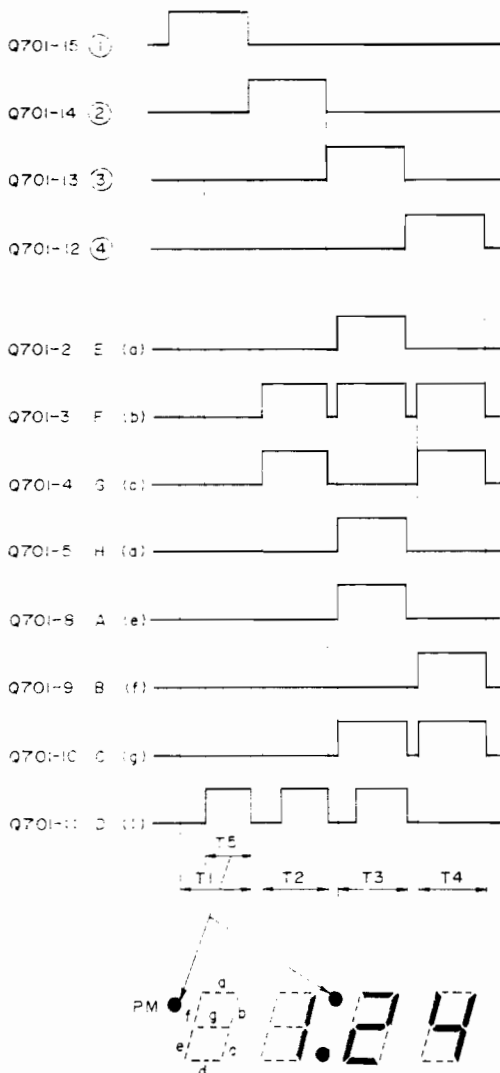 Q701-15 ①
Q701-14 ②
Q701-13 ③
Q701-12 ④
Q701-2 E (a)
Q701-3 F (b)
Q701-4 G (c)
Q701-5 H (d)
Q701-8 A (e)
Q701-9 B (f)
Q701-10 C (g)
Q701-11 D
T5
T1 T2 T3 T4
PM a f g b e c d 1:24